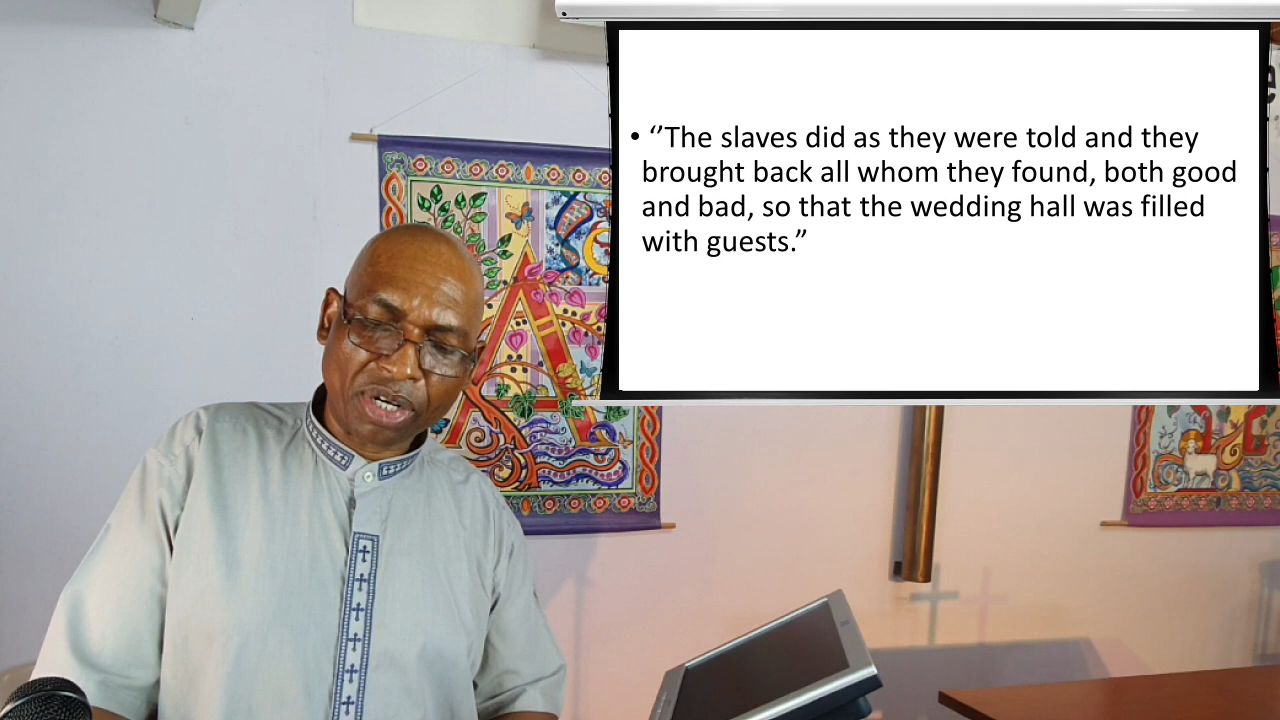 • ‘’The slaves did as they were told and they
brought back all whom they found, both good
and bad, so that the wedding hall was filled
with guests.”